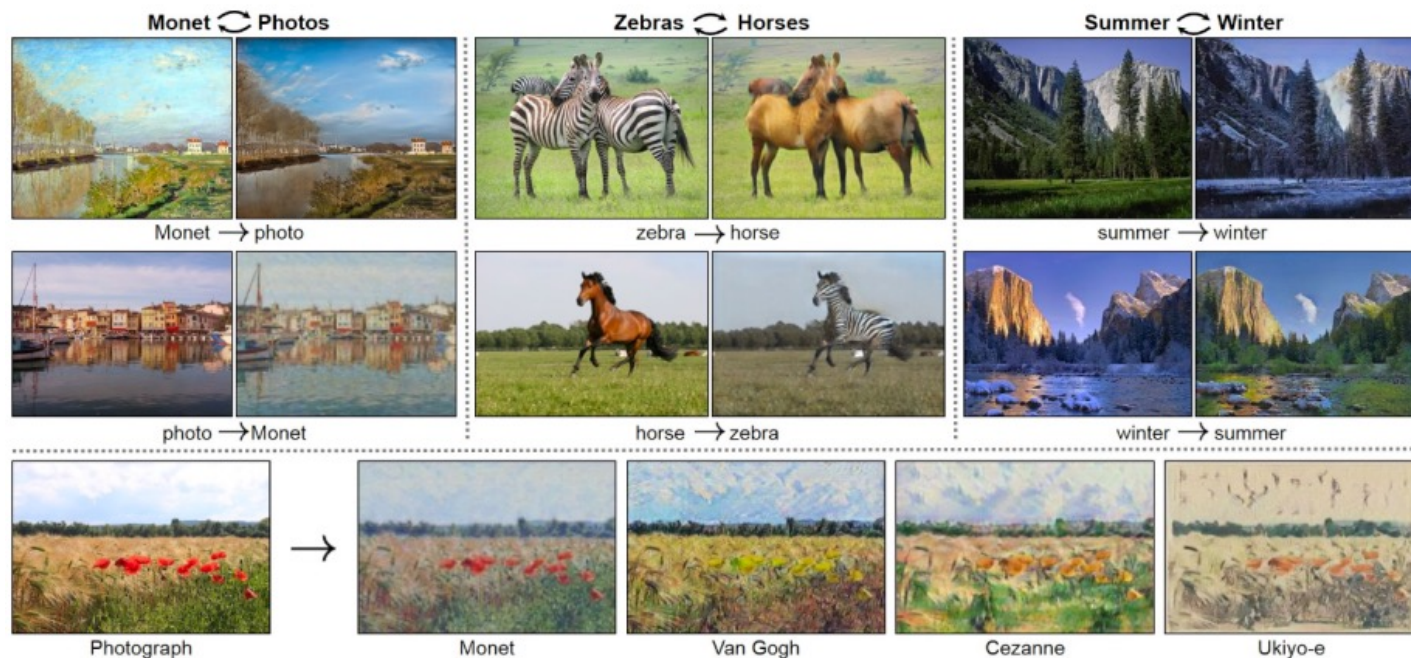 Monet Photos
Zebras Horses
Summer Winter
Monet → photo
zebra → horse
summer → winter
photo → Monet
horse → zebra
winter → summer
Photograph
→
Monet
Van Gogh
Cezanne
Ukiyo-e